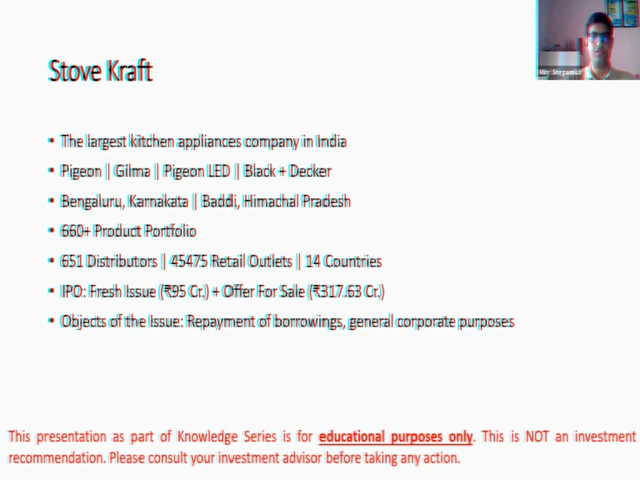 Stove Kraft
• The largest kitchen appliances company in India
• Pigeon || Gilma || Pigeon LED || Black + Decker
• Bengaluru, Karnakata || Baddi, Himachal Pradesh
• 660+ Product Portfolio
• 651 Distributors | 45475 Retail Outlets | 14 Countries
• IPO: Fresh Issue (₹95 Cr.) + Offer For Sale (₹317.63 Cr.)
• Objects of the Issue: Repayment of borrowings, general corporate purposes
This presentation as part of Knowledge Series is for educational purposes only. This is NOT an investment
recommendation. Please consult your investment advisor before taking any action.